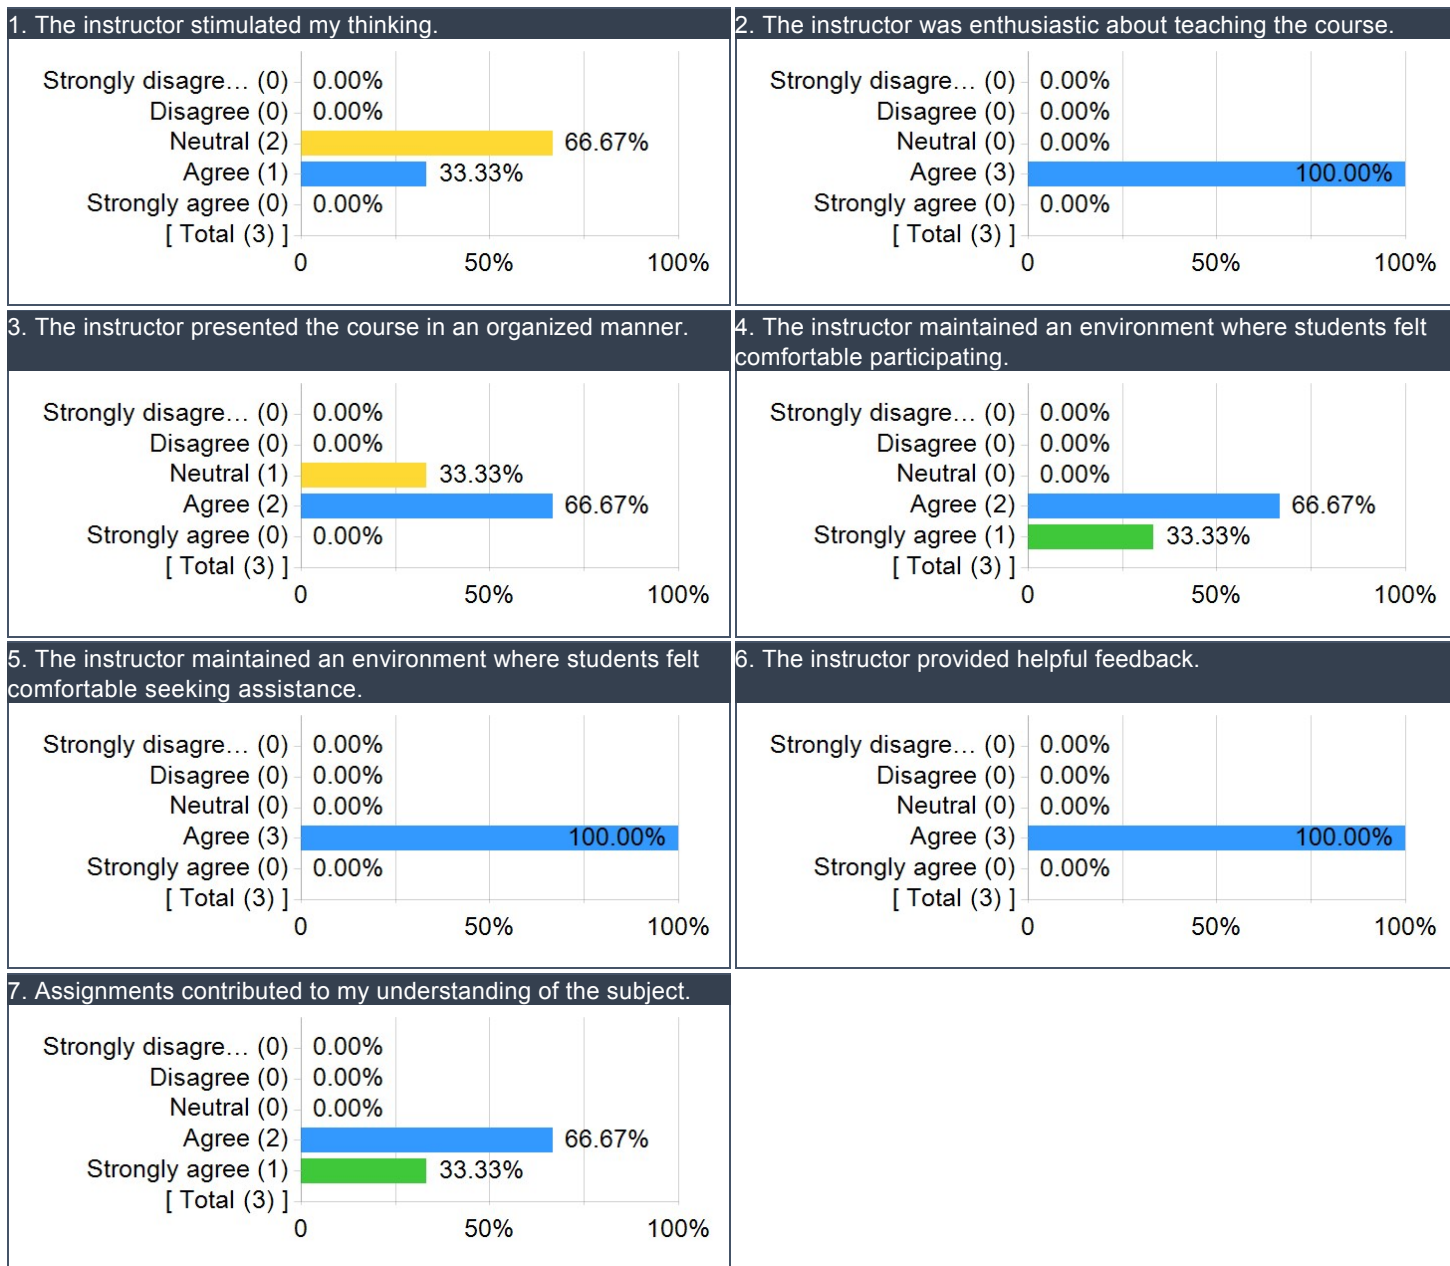 1. The instructor stimulated my thinking.
Strongly disagre... (0) 0.00%
Disagree (0) 0.00%
Neutral (2) 66.67%
Agree (1) 33.33%
Strongly agree (0) 0.00%
[ Total (3) ]
0 50% 100%
2. The instructor was enthusiastic about teaching the course.
Strongly disagre... (0) 0.00%
Disagree (0) 0.00%
Neutral (0) 0.00%
Agree (3) 100.00%
Strongly agree (0) 0.00%
[ Total (3) ]
0 50% 100%
3. The instructor presented the course in an organized manner.
Strongly disagre... (0) 0.00%
Disagree (0) 0.00%
Neutral (1) 33.33%
Agree (2) 66.67%
Strongly agree (0) 0.00%
[ Total (3) ]
0 50% 100%
4. The instructor maintained an environment where students felt
comfortable participating.
Strongly disagre... (0) 0.00%
Disagree (0) 0.00%
Neutral (0) 0.00%
Agree (2) 66.67%
Strongly agree (1) 33.33%
[ Total (3) ]
0 50% 100%
5. The instructor maintained an environment where students felt
comfortable seeking assistance.
Strongly disagre... (0) 0.00%
Disagree (0) 0.00%
Neutral (0) 0.00%
Agree (3) 100.00%
Strongly agree (0) 0.00%
[ Total (3) ]
0 50% 100%
6. The instructor provided helpful feedback.
Strongly disagre... (0) 0.00%
Disagree (0) 0.00%
Neutral (0) 0.00%
Agree (3) 100.00%
Strongly agree (0) 0.00%
[ Total (3) ]
0 50% 100%
7. Assignments contributed to my understanding of the subject.
Strongly disagre... (0) 0.00%
Disagree (0) 0.00%
Neutral (0) 0.00%
Agree (2) 66.67%
Strongly agree (1) 33.33%
[ Total (3) ]
0 50% 100%